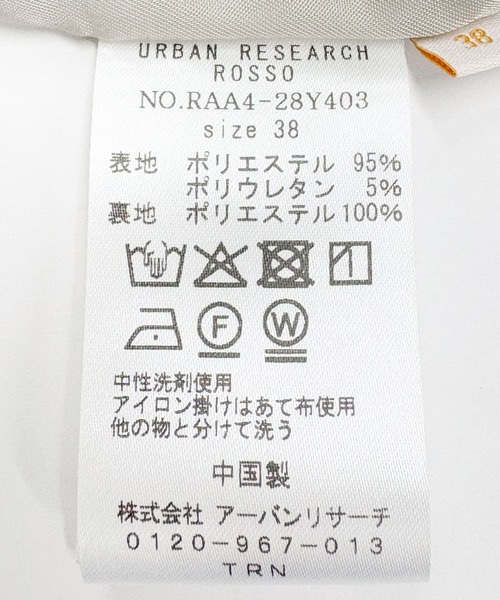 URBAN RESEARCH
ROSSO
38
NO.RAA4-28Y403
size 38
表地 ポリエステル 95%
ポリウレタン 5%
裏地 ポリエステル 100%
F
W
中性洗剤使用
アイロン掛けはあて布使用
他の物と分けて洗う
中国製
株式会社 アーバンリサーチ
0120-967-013
TRN